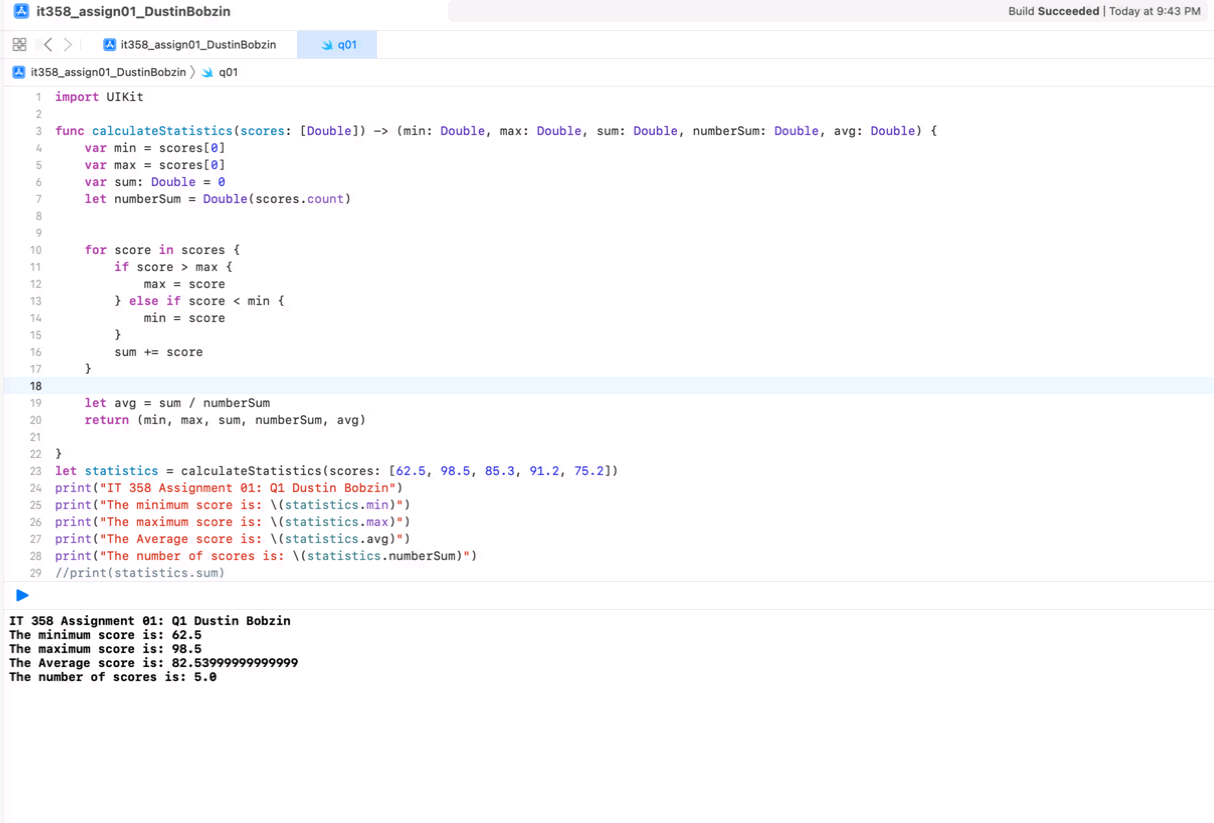 it358_assign01_DustinBobzin
Build Succeeded | Today at 9:43 PM
it358_assign01_DustinBobzin q01
it358_assign01_DustinBobzin 〉 q01
1 import UIKit
2
3 func calculateStatistics(scores: [Double]) -> (min: Double, max: Double, sum: Double, numberSum: Double, avg: Double) {
4     var min = scores[0]
5     var max = scores[0]
6     var sum: Double = 0
7     let numberSum = Double(scores.count)
8
9
10     for score in scores {
11         if score > max {
12             max = score
13         } else if score < min {
14             min = score
15         }
16         sum += score
17     }
18
19     let avg = sum / numberSum
20     return (min, max, sum, numberSum, avg)
21
22 }
23 let statistics = calculateStatistics(scores: [62.5, 98.5, 85.3, 91.2, 75.2])
24 print("IT 358 Assignment 01: Q1 Dustin Bobzin")
25 print("The minimum score is: \(statistics.min)")
26 print("The maximum score is: \(statistics.max)")
27 print("The Average score is: \(statistics.avg)")
28 print("The number of scores is: \(statistics.numberSum)")
29 //print(statistics.sum)
IT 358 Assignment 01: Q1 Dustin Bobzin
The minimum score is: 62.5
The maximum score is: 98.5
The Average score is: 82.53999999999999
The number of scores is: 5.0